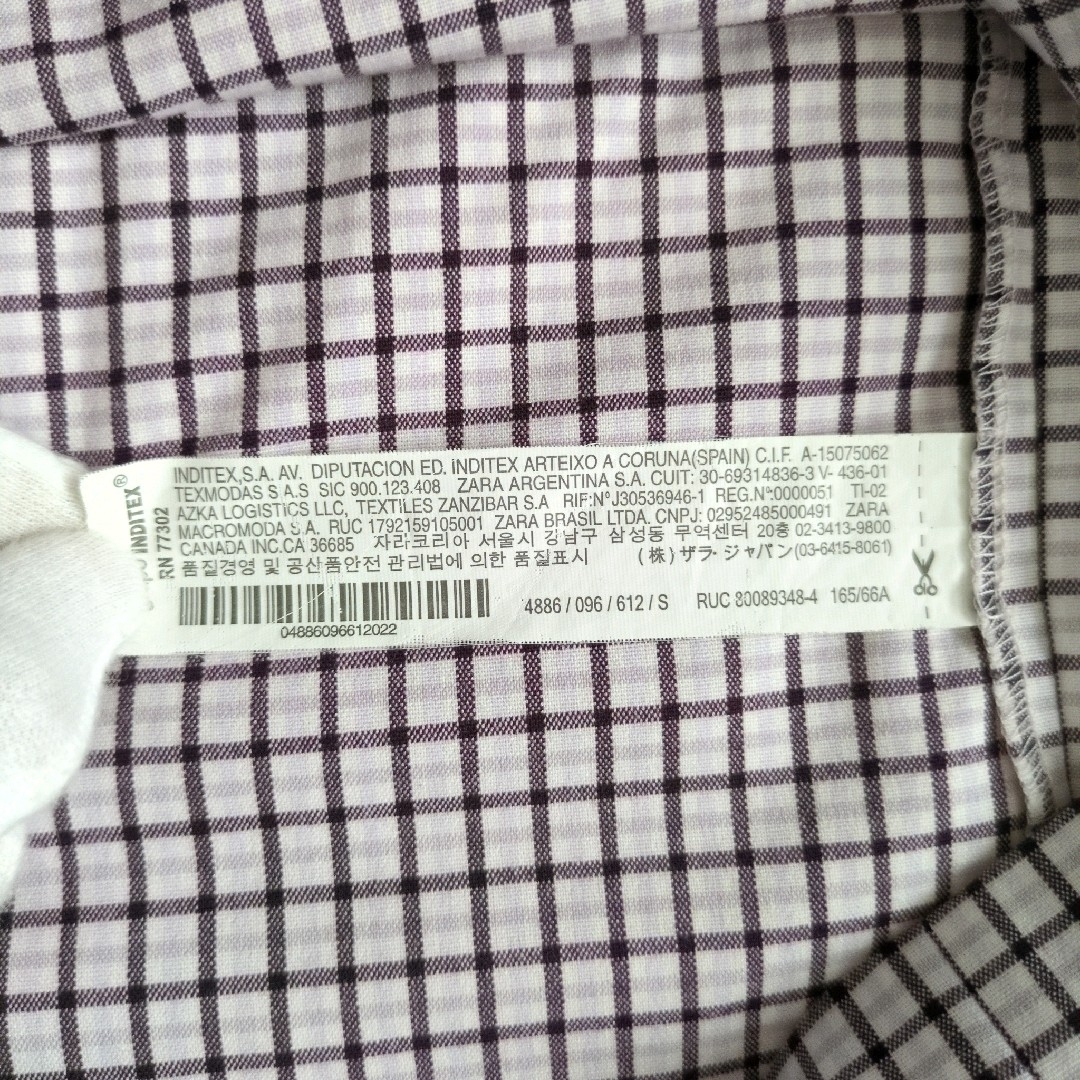 INDITEX,S.A. AV. DIPUTACION ED. INDITEX ARTEIXO A CORUNA(SPAIN) C.I.F. A-15075062
TEXMODAS S A.S SIC 900.123.408 ZARA ARGENTINA S.A. CUIT: 30-69314836-3 V- 436-01
AZKA LOGISTICS LLC, TEXTILES ZANZIBAR S.A RIF:NºJ30536946-1 REG.Nº:0000051 TI-02
MACROMODA S.A. RUC 1792159105001 ZARA BRASIL LTDA. CNPJ: 02952485000491 ZARA
CANADA INC.CA 36685 자라코리아 서울시 강남구 삼성동 무역센터 20층 02-3413-9800
품질경영 및 공산품안전 관리법에 의한 품질표시 (株) ザラ・ジャパン(03-6415-8061)
4886 / 096 / 612 / S RUC 80089348-4 165/66A
04886096612022
INDITEX®
RN 77302